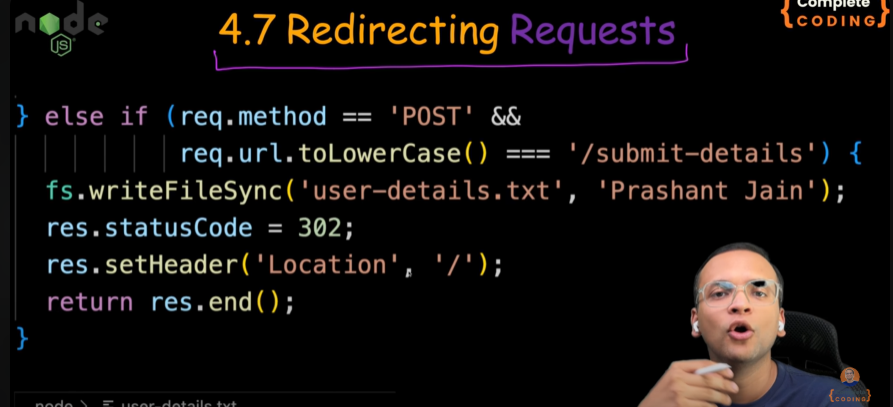 node
JS
4.7 Redirecting Requests
Complete
{CODING}
} else if (req.method == 'POST' &&
req.url.toLowerCase() === '/submit-details') {
fs.writeFileSync('user-details.txt', 'Prashant Jain');
res.statusCode = 302;
res.setHeader('Location', '/');
return res.end();
}
node > user-details.txt
{CODING}